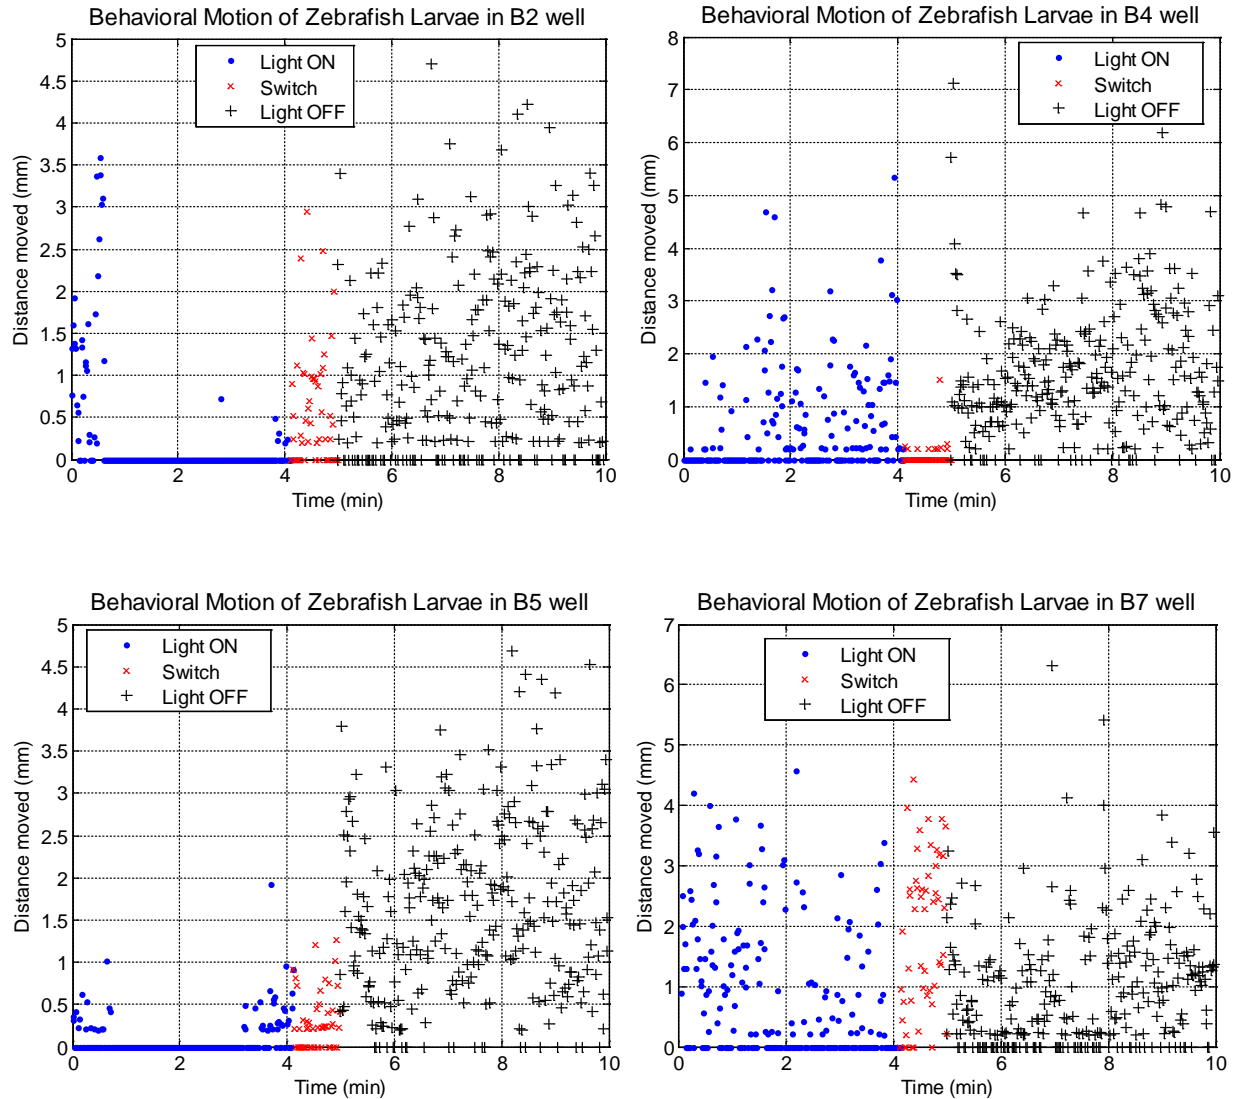 Behavioral Motion of Zebrafish Larvae in B2 well
5
4.5
4
3.5
3
2.5
2
1.5
1
0.5
0
Distance moved (mm)
Light ON
Switch
Light OFF
0
2
4
6
8
10
Time (min)
Behavioral Motion of Zebrafish Larvae in B4 well
8
7
6
5
4
3
2
1
0
Distance moved (mm)
Light ON
Switch
Light OFF
0
2
4
6
8
10
Time (min)
Behavioral Motion of Zebrafish Larvae in B5 well
5
4.5
4
3.5
3
2.5
2
1.5
1
0.5
0
Distance moved (mm)
Light ON
Switch
Light OFF
0
2
4
6
8
10
Time (min)
Behavioral Motion of Zebrafish Larvae in B7 well
7
6
5
4
3
2
1
0
Distance moved (mm)
Light ON
Switch
Light OFF
0
2
4
6
8
10
Time (min)